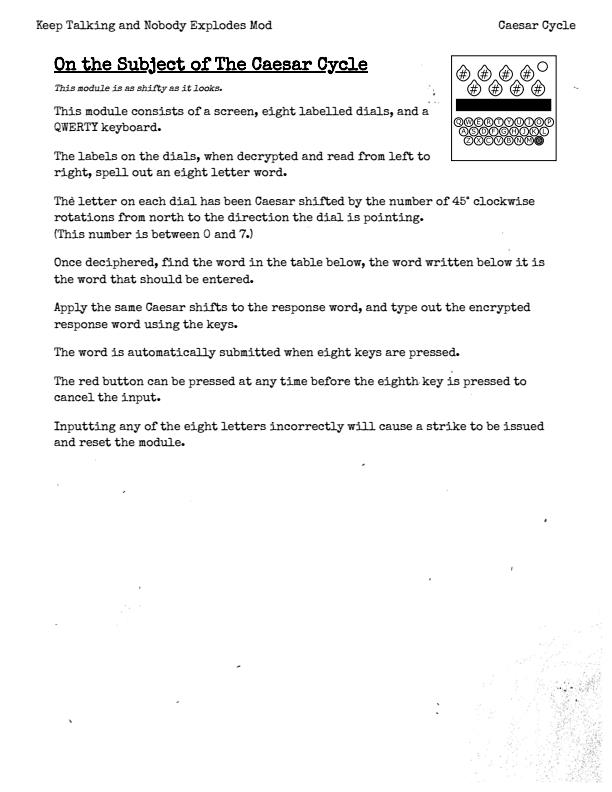 Keep Talking and Nobody Explodes Mod
Caesar Cycle
On the Subject of The Caesar Cycle
This module is as shifty as it looks.
This module consists of a screen, eight labelled dials, and a
QWERTY keyboard.
The labels on the dials, when decrypted and read from left to
right, spell out an eight letter word.
The letter on each dial has been Caesar shifted by the number of 45° clockwise
rotations from north to the direction the dial is pointing.
(This number is between 0 and 7.)
Once deciphered, find the word in the table below, the word written below it is
the word that should be entered.
Apply the same Caesar shifts to the response word, and type out the encrypted
response word using the keys.
The word is automatically submitted when eight keys are pressed.
The red button can be pressed at any time before the eighth key is pressed to
cancel the input.
Inputting any of the eight letters incorrectly will cause a strike to be issued
and reset the module.
# # # #
# # # #
Q W E R T Y U I O P
A S D F G H J K L
Z X C V B N M